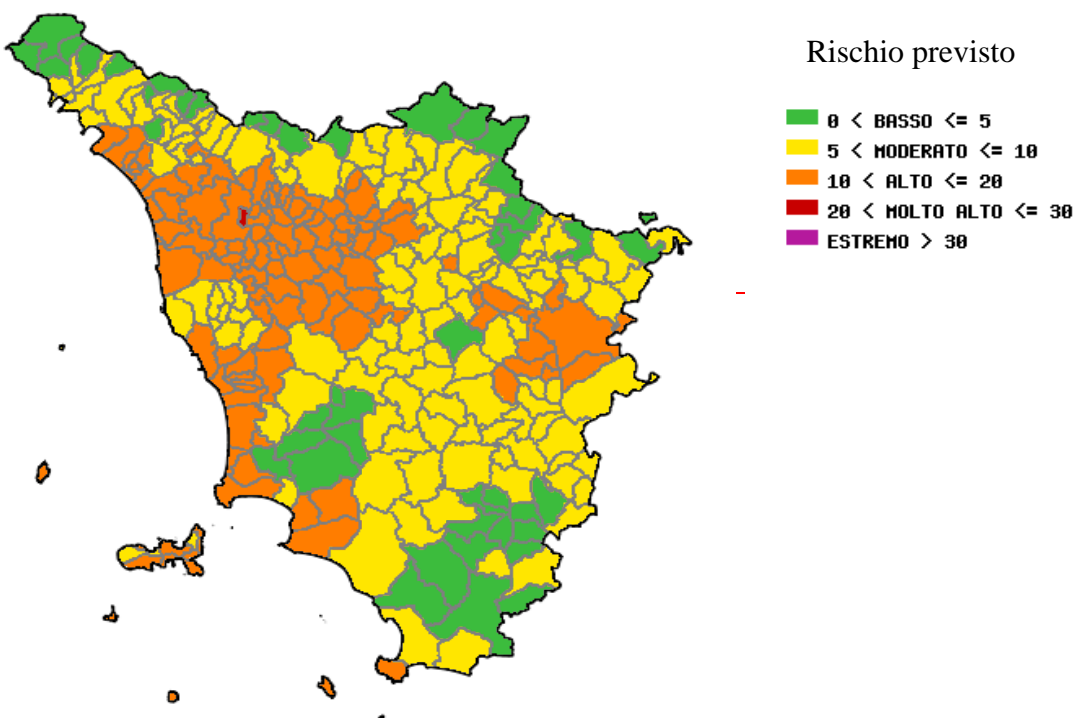 Rischio previsto
0 < BASSO <= 5
5 < MODERATO <= 10
10 < ALTO <= 20
20 < MOLTO ALTO <= 30
ESTREMO > 30